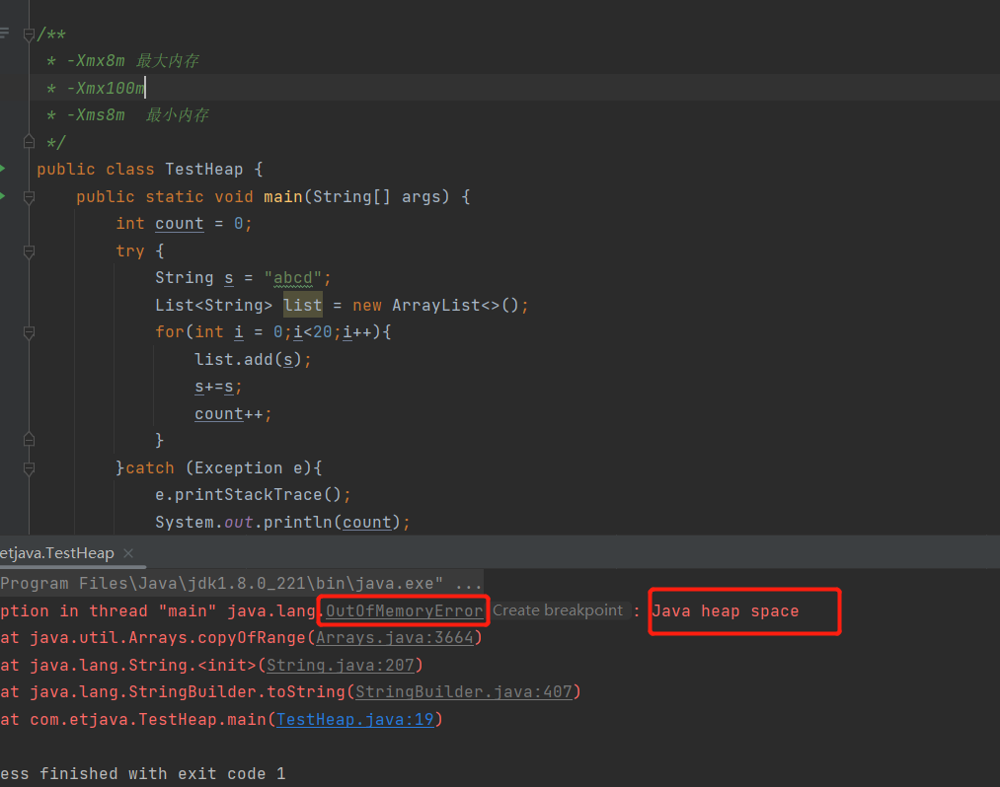 /**
* -Xmx8m 最大内存
* -Xmx100m
* -Xms8m 最小内存
*/
public class TestHeap {
public static void main(String[] args) {
int count = 0;
try {
String s = "abcd";
List<String> list = new ArrayList<>();
for(int i = 0;i<20;i++){
list.add(s);
s+=s;
count++;
}
}catch (Exception e){
e.printStackTrace();
System.out.println(count);
etjava.TestHeap ×
Program Files\Java\jdk1.8.0_221\bin\java.exe" ...
ption in thread "main" java.lang.OutOfMemoryError Create breakpoint : Java heap space
at java.util.Arrays.copyOfRange(Arrays.java:3664)
at java.lang.String.<init>(String.java:207)
at java.lang.StringBuilder.toString(StringBuilder.java:407)
at com.etjava.TestHeap.main(TestHeap.java:19)
ess finished with exit code 1